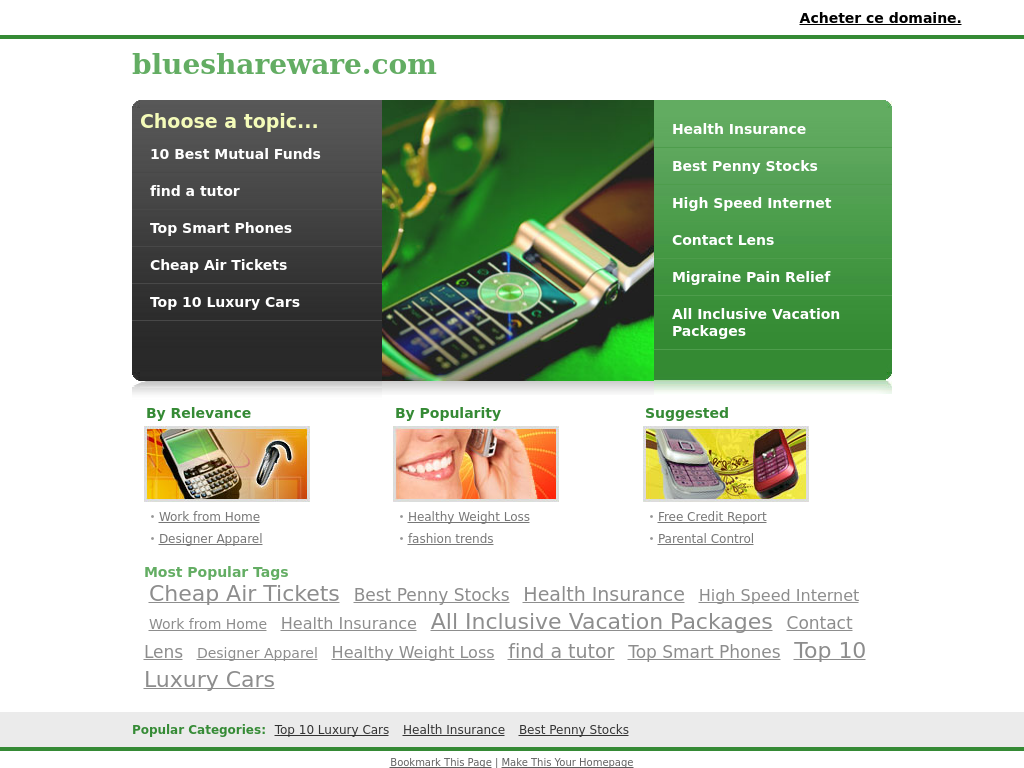 Acheter ce domaine.
blueshareware.com
Choose a topic...
10 Best Mutual Funds
find a tutor
Top Smart Phones
Cheap Air Tickets
Top 10 Luxury Cars
Health Insurance
Best Penny Stocks
High Speed Internet
Contact Lens
Migraine Pain Relief
All Inclusive Vacation
Packages
By Relevance
Work from Home
Designer Apparel
By Popularity
Healthy Weight Loss
fashion trends
Suggested
Free Credit Report
Parental Control
Most Popular Tags
Cheap Air Tickets Best Penny Stocks Health Insurance High Speed Internet
Work from Home Health Insurance All Inclusive Vacation Packages Contact
Lens Designer Apparel Healthy Weight Loss find a tutor Top Smart Phones Top 10
Luxury Cars
Popular Categories: Top 10 Luxury Cars Health Insurance Best Penny Stocks
Bookmark This Page | Make This Your Homepage